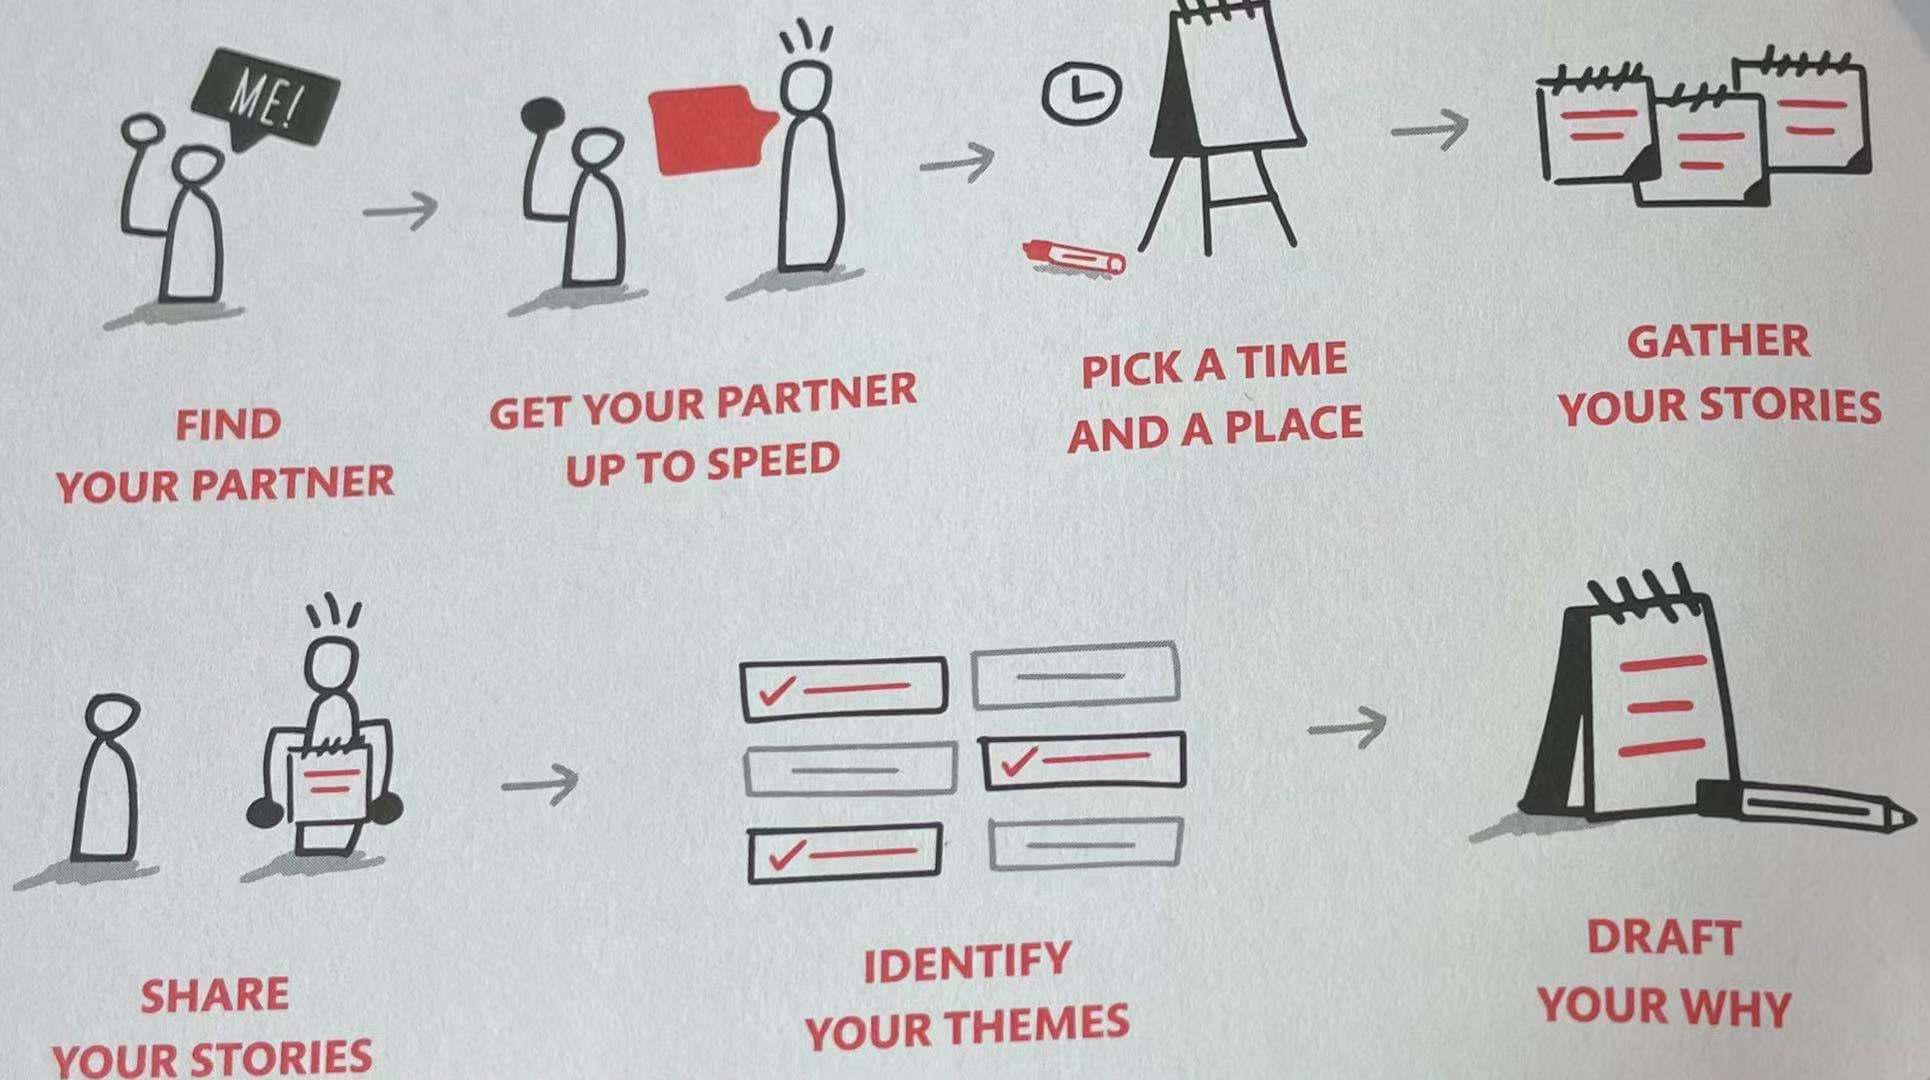 ME!
FIND
YOUR PARTNER
GET YOUR PARTNER
UP TO SPEED
PICK A TIME
AND A PLACE
GATHER
YOUR STORIES
SHARE
YOUR STORIES
IDENTIFY
YOUR THEMES
DRAFT
YOUR WHY